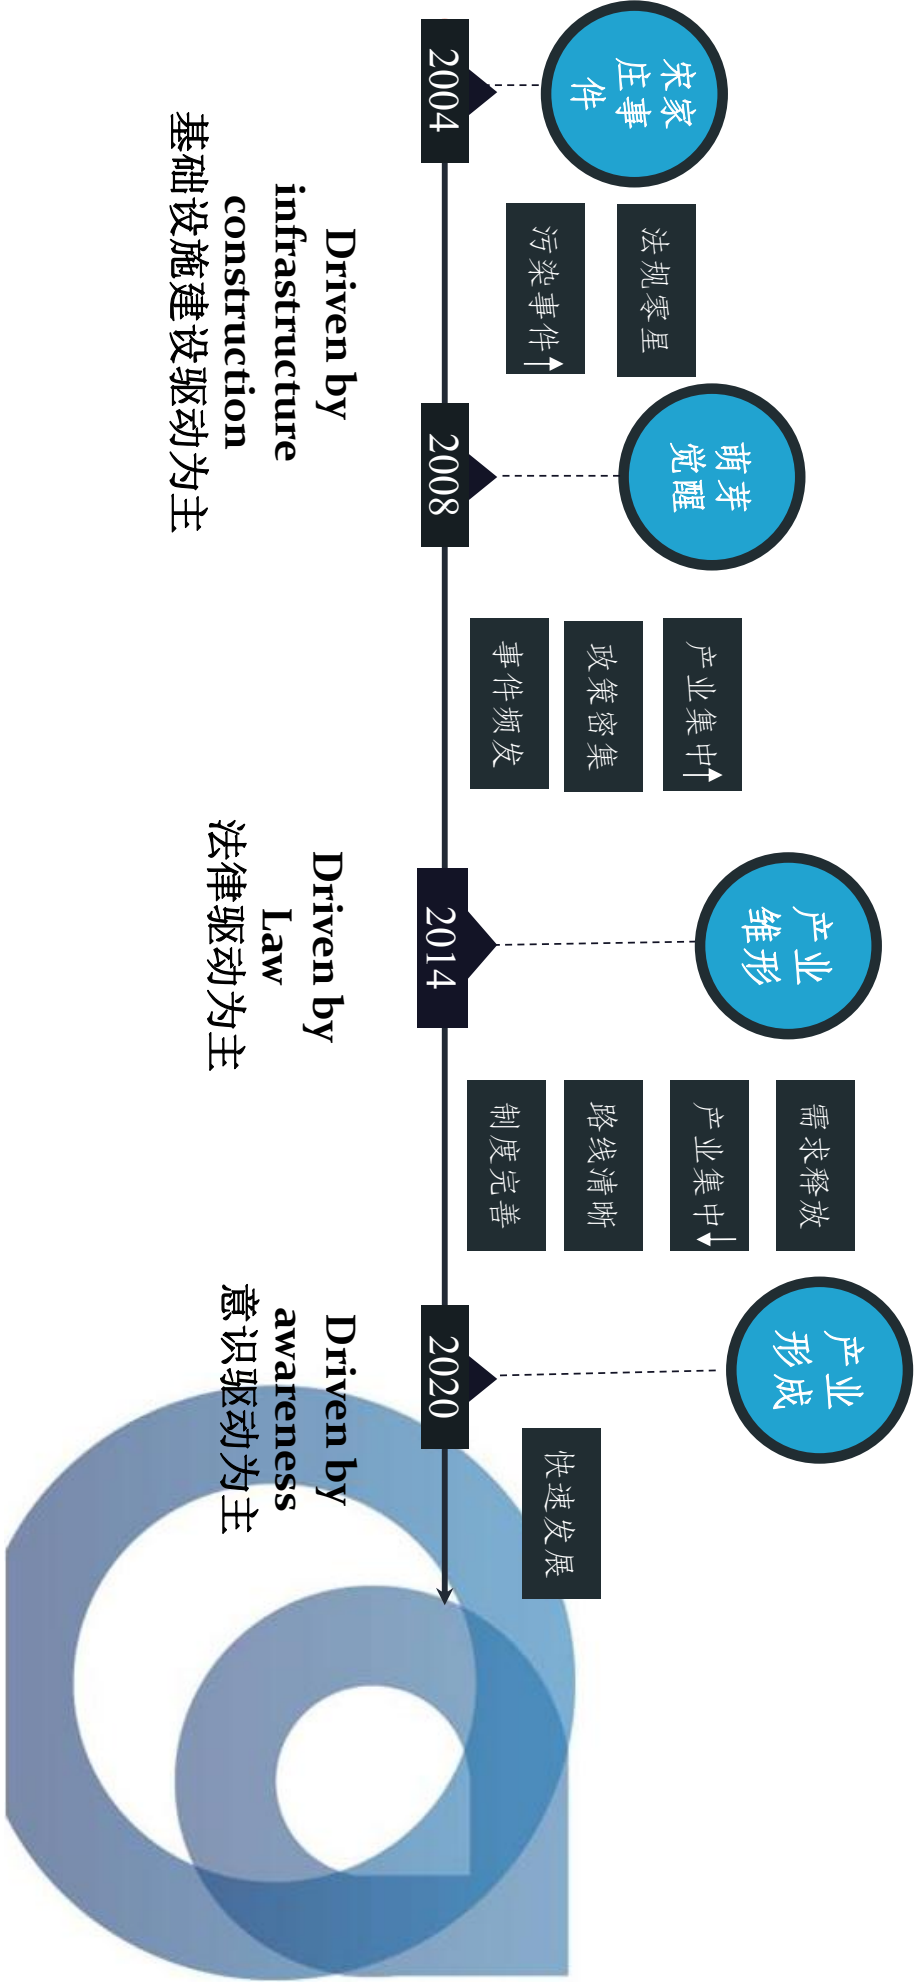 宋家
庄事
件
法规零星
污染事件
2004
Driven by
infrastructure
construction
基础设施建设驱动为主
萌芽
觉醒
产业集中
政策密集
事件频发
2008
产业
雏形
需求释放
产业集中
路线清晰
制度完善
2014
Driven by
Law
法律驱动为主
产业
形成
快速发展
2020
Driven by
awareness
意识驱动为主